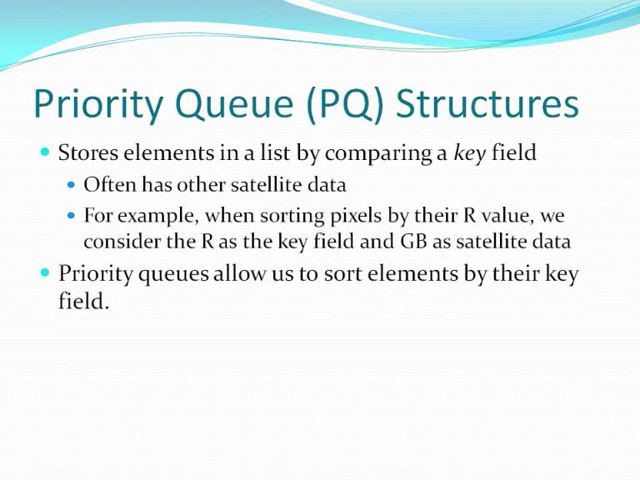 Priority Queue (PQ) Structures
Stores elements in a list by comparing a key field
Often has other satellite data
For example, when sorting pixels by their R value, we
consider the R as the key field and GB as satellite data
Priority queues allow us to sort elements by their key
field.